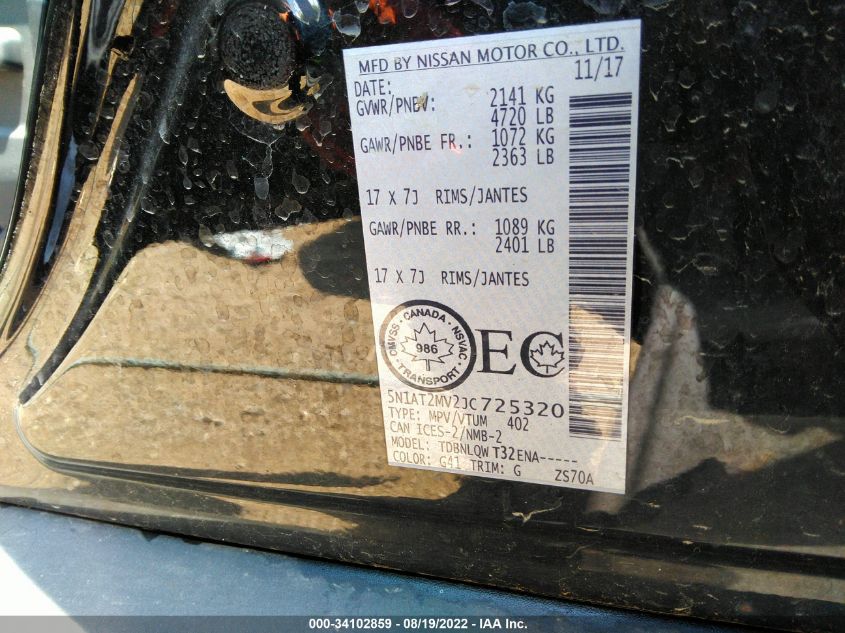 MFD BY NISSAN MOTOR CO., LTD.
DATE: 11/17
GVWR/PNBV: 2141 KG
4720 LB
GAWR/PNBE FR.: 1072 KG
2363 LB
17 X 7J RIMS/JANTES
GAWR/PNBE RR.: 1089 KG
2401 LB
17 X 7J RIMS/JANTES
CANADA
CMVSS NSVAC
986
TRANSPORT
EC
5N1AT2MV2JC725320
TYPE: MPV/VTUM 402
CAN ICES-2/NMB-2
MODEL: TDBNLQWT32ENA-----
COLOR: G41 TRIM: G ZS70A
000-34102859 - 08/19/2022 - IAA Inc.